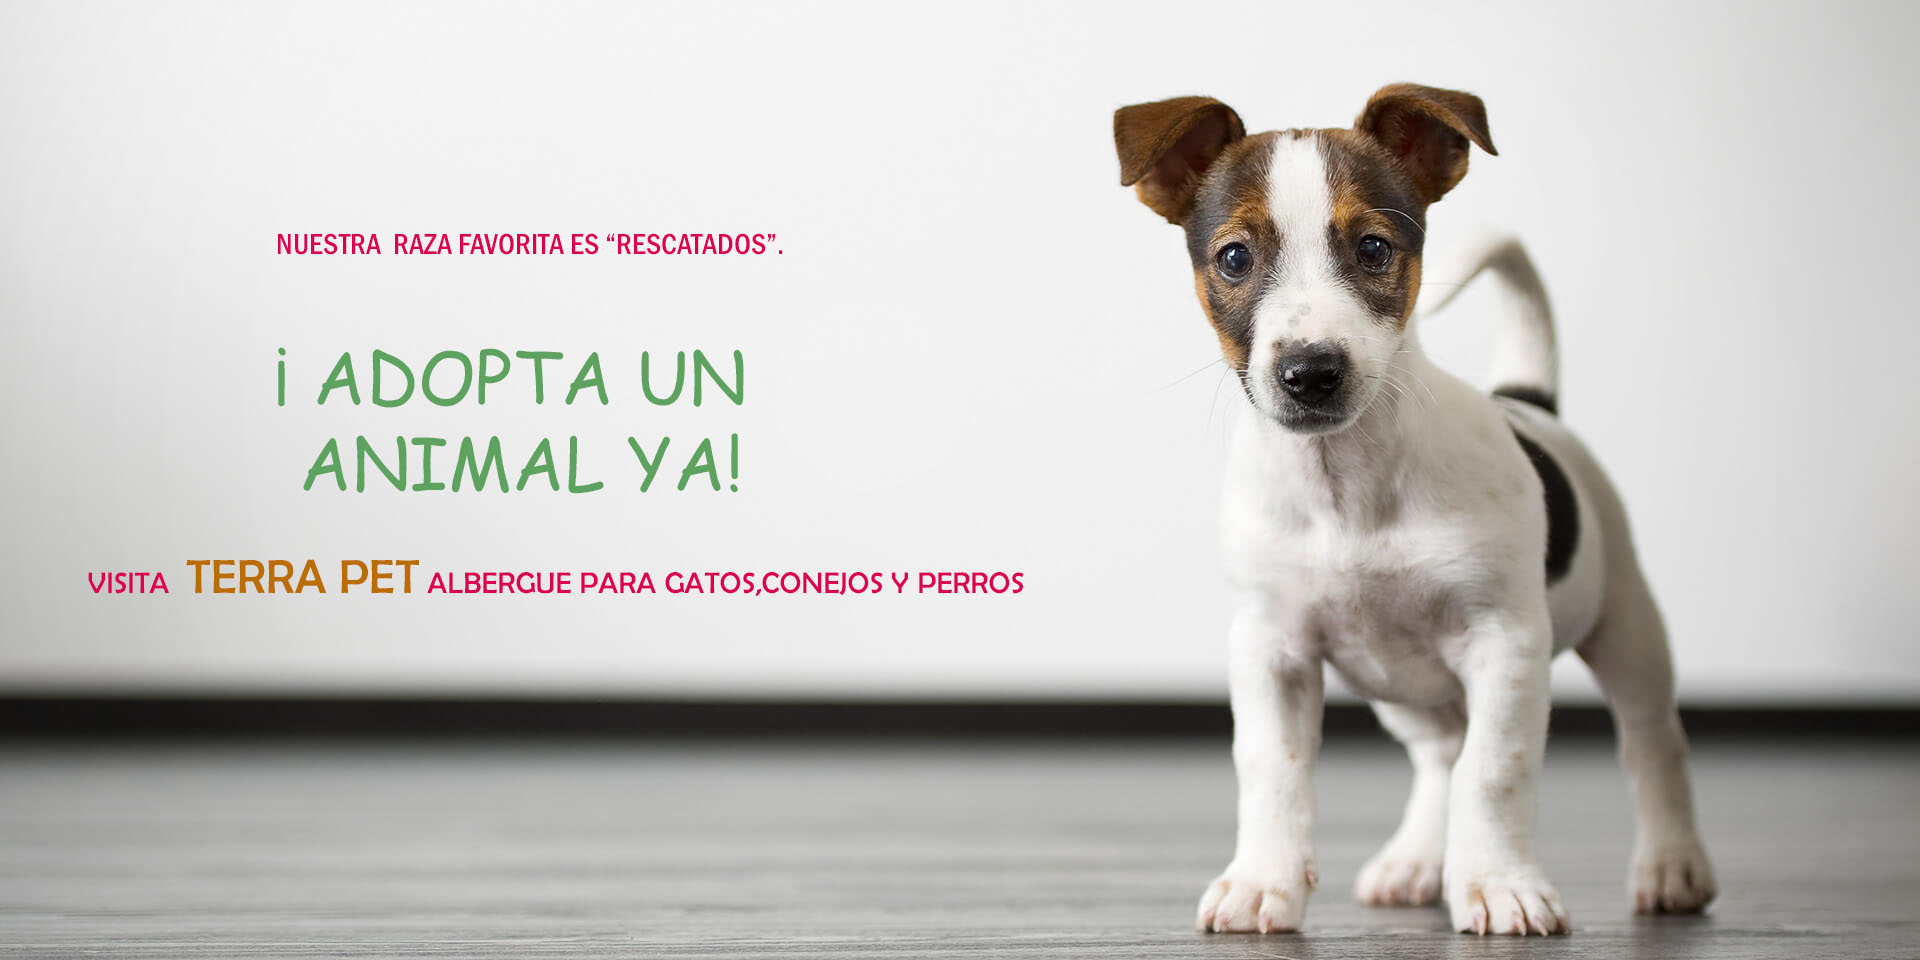 NUESTRA RAZA FAVORITA ES “RESCATADOS”.
¡ ADOPTA UN
ANIMAL YA!
VISITA TERRA PET ALBERGUE PARA GATOS,CONEJOS Y PERROS